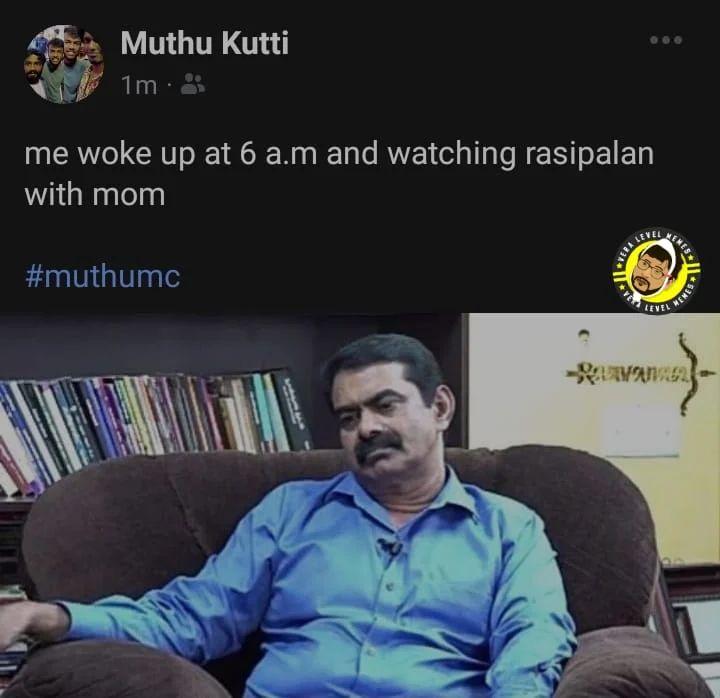 Muthu Kutti
1m ·
me woke up at 6 a.m and watching rasipalan
with mom
#muthumc
VERA LEVEL MEMES
VERA LEVEL MEMES